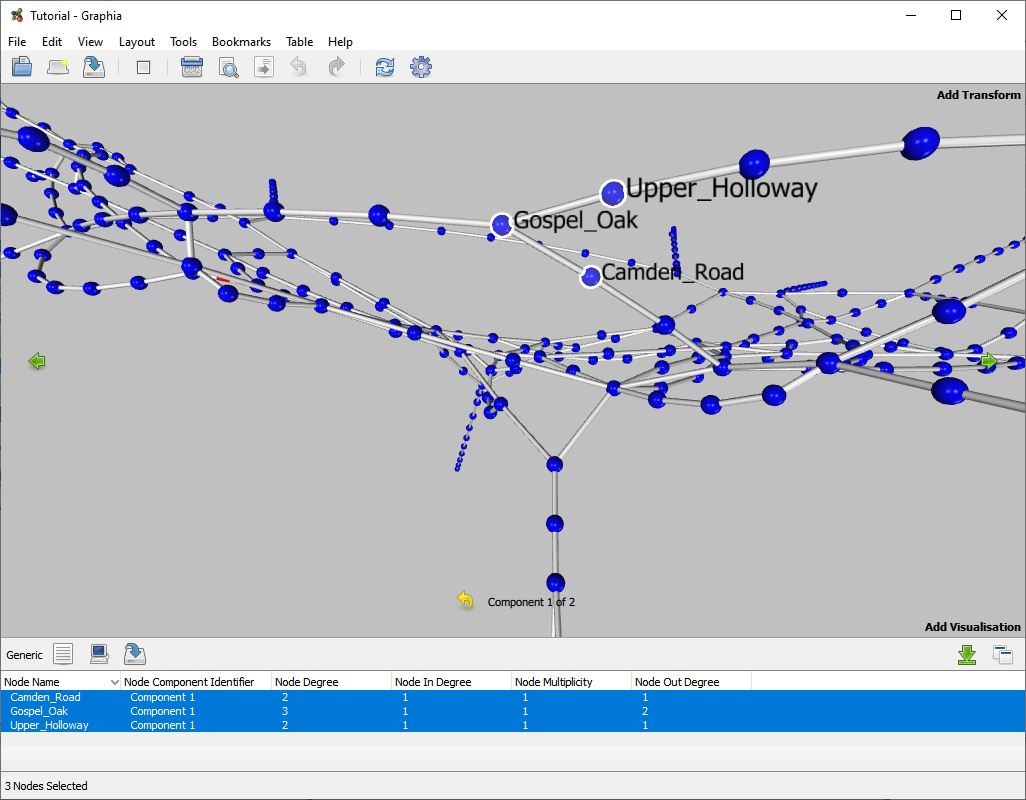 Tutorial - Graphia
File Edit View Layout Tools Bookmarks Table Help
Add Transform
Upper_Holloway
Gospel_Oak
Camden_Road
Component 1 of 2
Add Visualisation
Generic
Node Name Node Component Identifier Node Degree Node In Degree Node Multiplicity Node Out Degree
Camden_Road Component 1 2 1 1 1
Gospel_Oak Component 1 3 1 1 2
Upper_Holloway Component 1 2 1 1 1
3 Nodes Selected